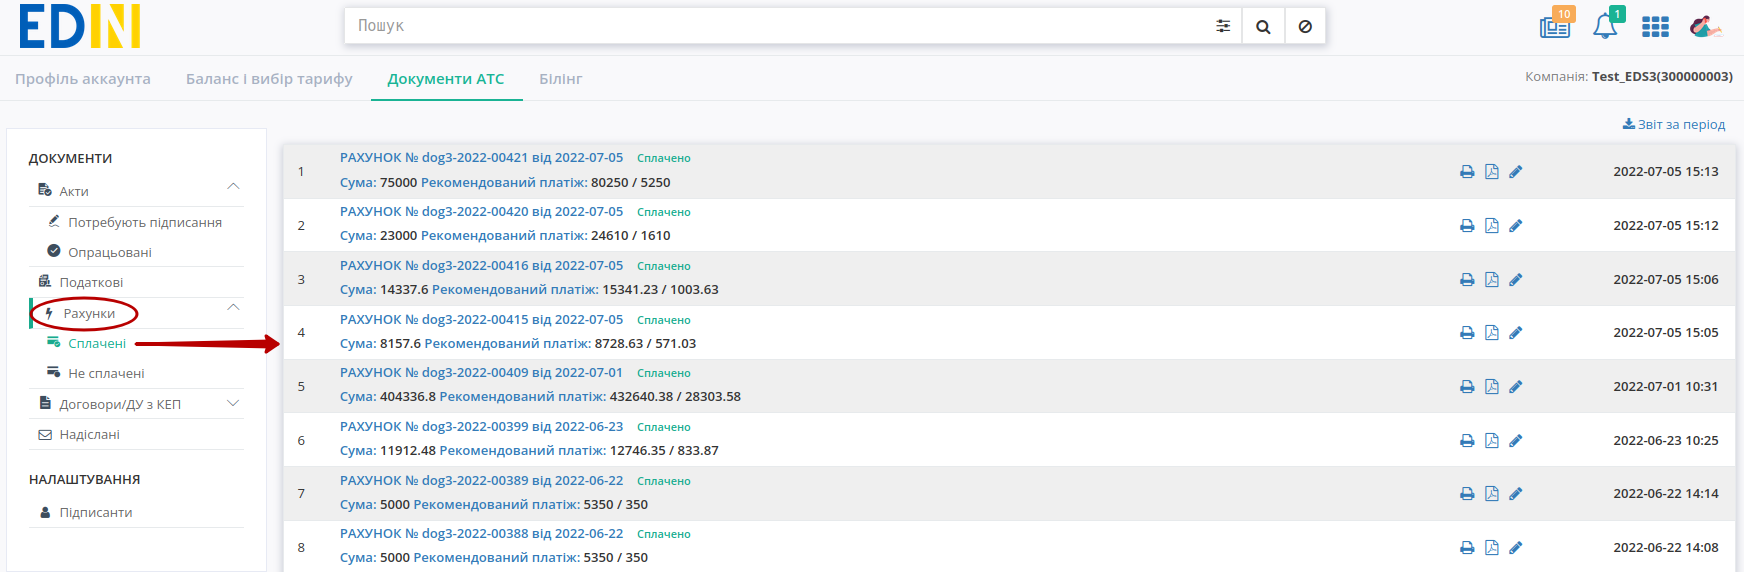 EDIN
Пошук
10
1
Профіль аккаунта
Баланс і вибір тарифу
Документи АТС
Білінг
Компанія: Test_EDS3(300000003)
Звіт за період
ДОКУМЕНТИ
Акти
Потребують підписання
Опрацьовані
Податкові
Рахунки
Сплачені
Не сплачені
Договори/ДУ з КЕП
Надіслані
НАЛАШТУВАННЯ
Підписанти
1
РАХУНОК № dog3-2022-00421 від 2022-07-05 Сплачено
Сума: 75000 Рекомендований платіж: 80250 / 5250
2022-07-05 15:13
2
РАХУНОК № dog3-2022-00420 від 2022-07-05 Сплачено
Сума: 23000 Рекомендований платіж: 24610 / 1610
2022-07-05 15:12
3
РАХУНОК № dog3-2022-00416 від 2022-07-05 Сплачено
Сума: 14337.6 Рекомендований платіж: 15341.23 / 1003.63
2022-07-05 15:06
4
РАХУНОК № dog3-2022-00415 від 2022-07-05 Сплачено
Сума: 8157.6 Рекомендований платіж: 8728.63 / 571.03
2022-07-05 15:05
5
РАХУНОК № dog3-2022-00409 від 2022-07-01 Сплачено
Сума: 404336.8 Рекомендований платіж: 432640.38 / 28303.58
2022-07-01 10:31
6
РАХУНОК № dog3-2022-00399 від 2022-06-23 Сплачено
Сума: 11912.48 Рекомендований платіж: 12746.35 / 833.87
2022-06-23 10:25
7
РАХУНОК № dog3-2022-00389 від 2022-06-22 Сплачено
Сума: 5000 Рекомендований платіж: 5350 / 350
2022-06-22 14:14
8
РАХУНОК № dog3-2022-00388 від 2022-06-22 Сплачено
Сума: 5000 Рекомендований платіж: 5350 / 350
2022-06-22 14:08